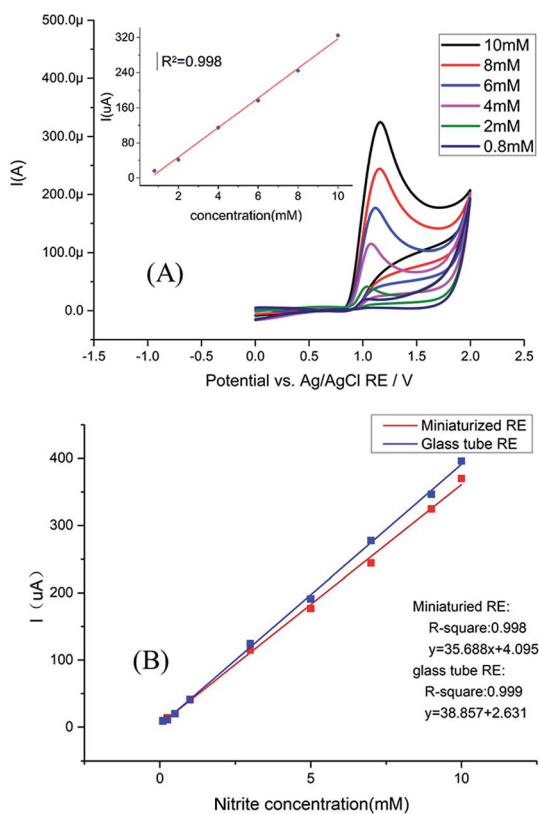 (A)
500.0µ
400.0µ
300.0µ
200.0µ
100.0µ
0.0
I(A)
-1.5 -1.0 -0.5 0.0 0.5 1.0 1.5 2.0 2.5
Potential vs. Ag/AgCl RE / V
10mM
8mM
6mM
4mM
2mM
0.8mM
R²=0.998
320
240
160
80
0
I(uA)
2 4 6 8 10
concentration(mM)
(B)
Miniaturized RE
Glass tube RE
400
300
200
100
0
I (uA)
Miniaturied RE:
R-square:0.998
y=35.688x+4.095
glass tube RE:
R-square:0.999
y=38.857+2.631
0 5 10
Nitrite concentration(mM)